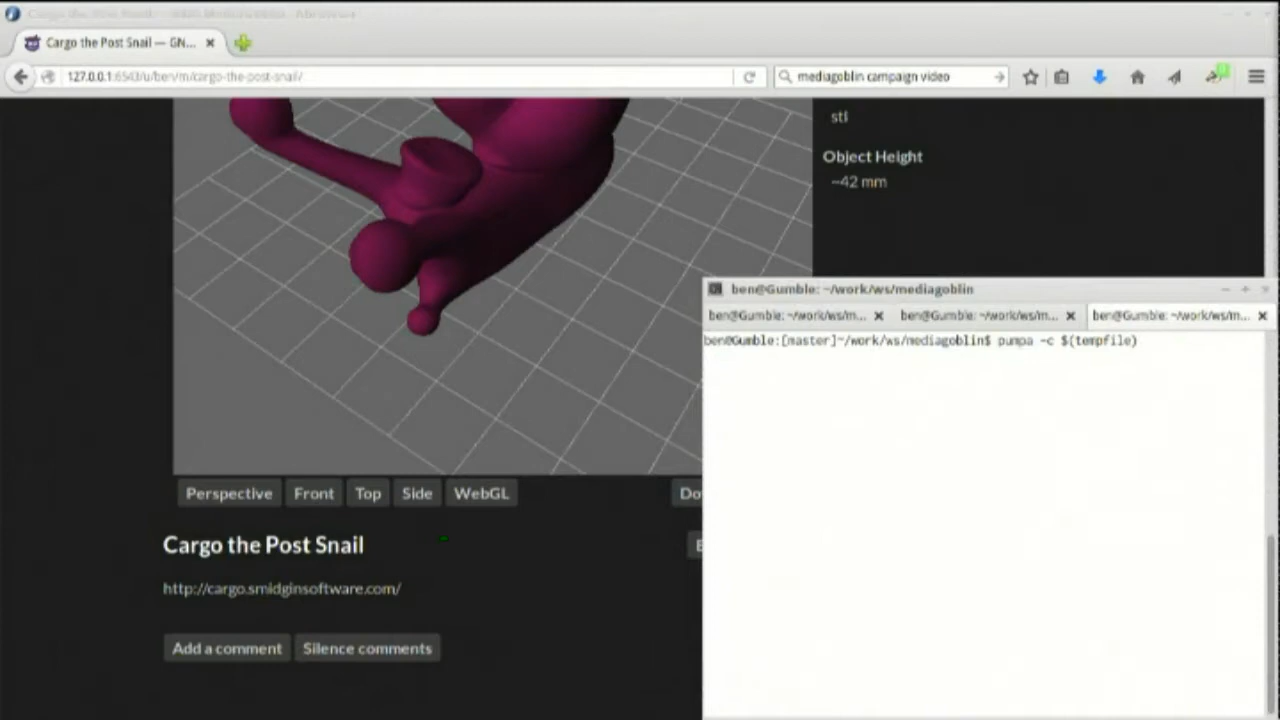 Cargo the Post Snail — GN...
127.0.0.1:6543/u/ben/m/cargo-the-post-snail/
mediagoblin campaign video
stl
Object Height
~42 mm
ben@Gumble: ~/work/ws/mediagoblin
ben@Gumble: ~/work/ws/m...
ben@Gumble: ~/work/ws/m...
ben@Gumble: ~/work/ws/m...
ben@Gumble:[master]~/work/ws/mediagoblin$ pumpa -c $(tempfile)
Perspective Front Top Side WebGL Do
Cargo the Post Snail
http://cargo.smidginsoftware.com/
Add a comment Silence comments